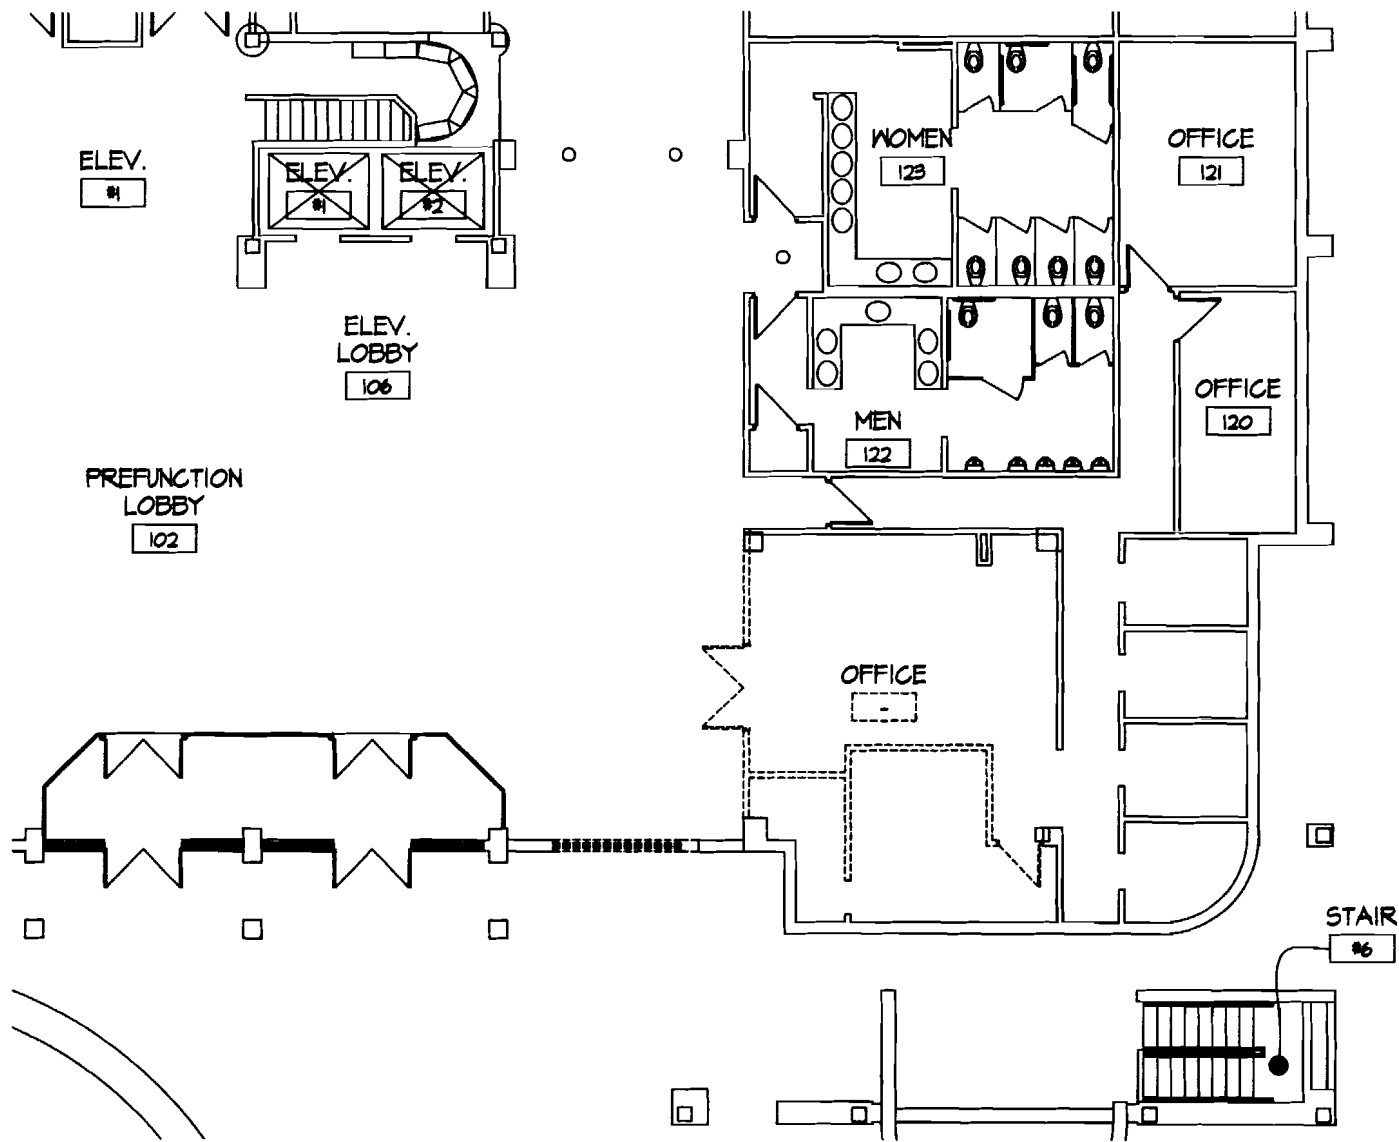 ELEV.
#1
ELEV.
#1
ELEV.
#2
WOMEN
123
OFFICE
121
ELEV.
LOBBY
106
OFFICE
120
MEN
122
PREFUNCTION
LOBBY
102
OFFICE
-
STAIR
#6